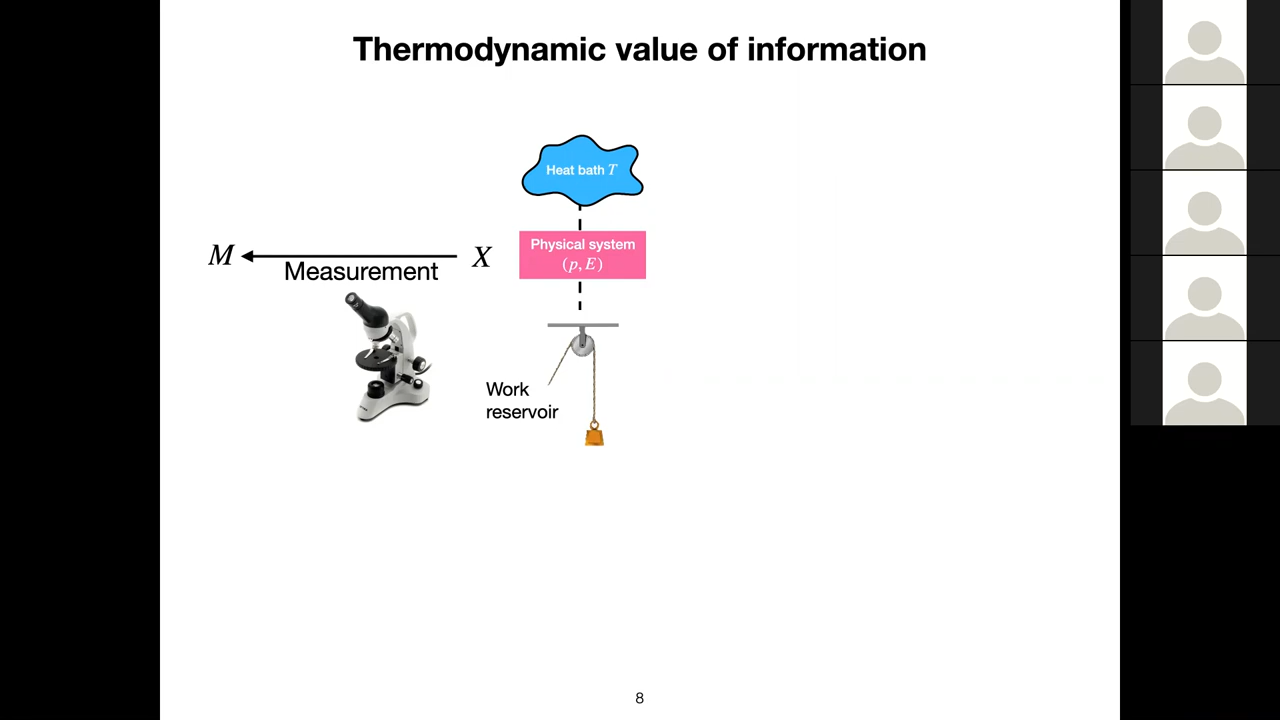 Thermodynamic value of information
Heat bath T
M
Measurement
X
Physical system
(p, E)
Work
reservoir
8